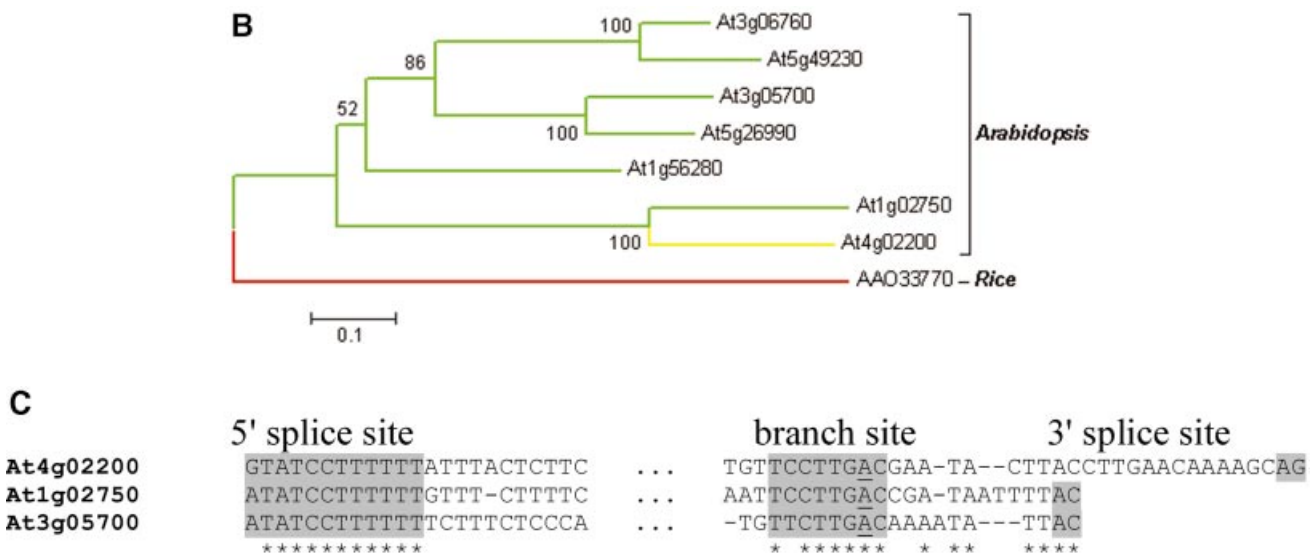 B
100
At3g06760
At5g49230
86
At3g05700
100
At5g26990
52
At1g56280
At1g02750
100
At4g02200
AAO33770 – Rice
Arabidopsis
0.1
C
5' splice site branch site 3' splice site
At4g02200 GTATCCTTTTTTATTTACTCTTC ... TGTTCCTTGACGAA-TA--CTTACCTTGAACAAAAGCAG
At1g02750 ATATCCTTTTTTGTTT-CTTTTC ... AATTCCTTGACCGA-TAATTTTAC
At3g05700 ATATCCTTTTTTTCTTTCTCCCA ... -TGTTCTTGACAAAATA---TTAC
*********** * ****** * ** ****